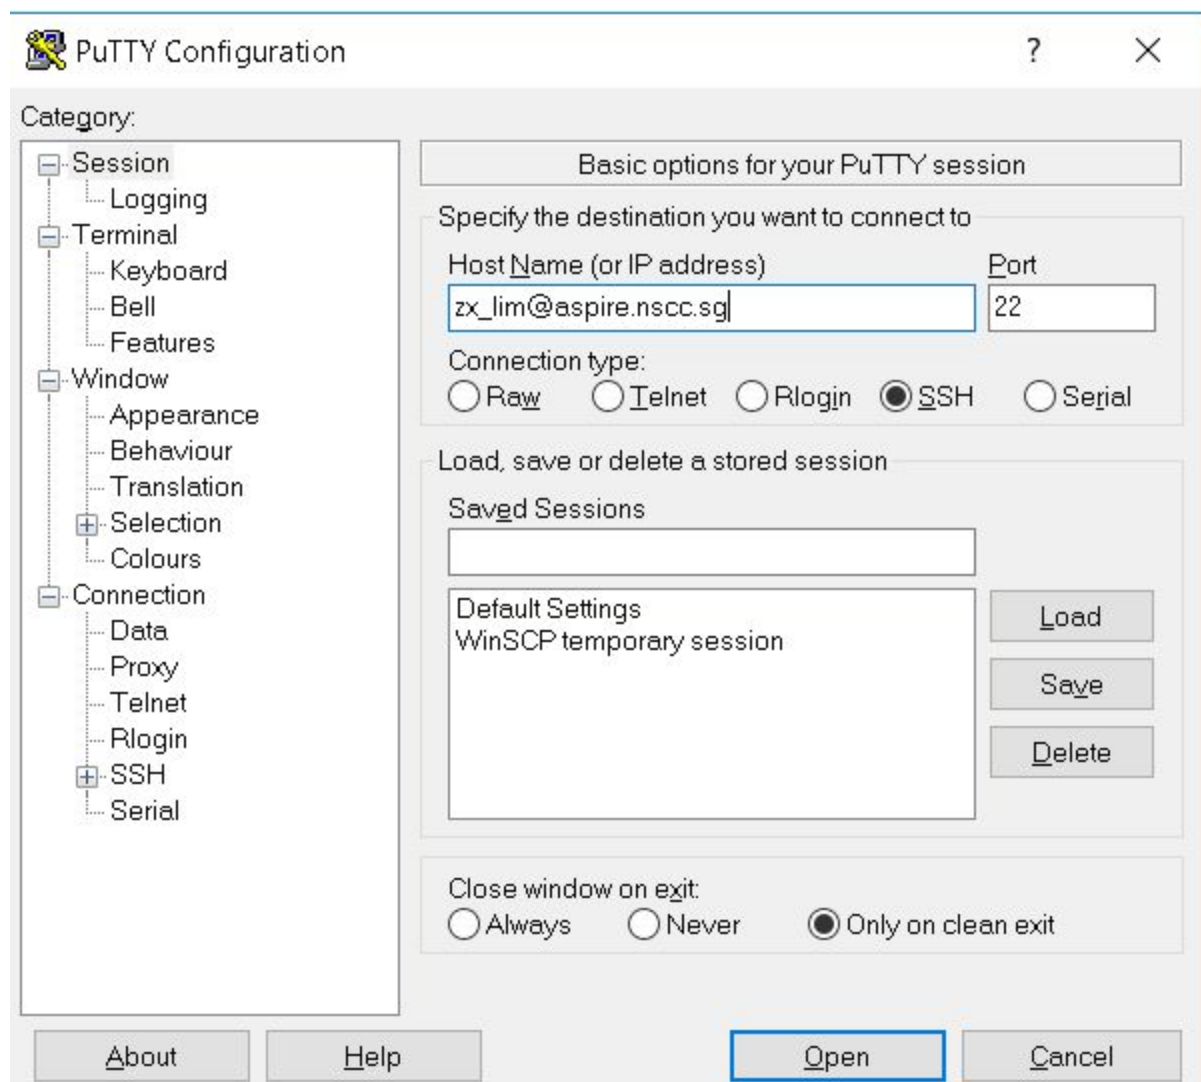 PuTTY Configuration
?
Category:
Session
Logging
Terminal
Keyboard
Bell
Features
Window
Appearance
Behaviour
Translation
Selection
Colours
Connection
Data
Proxy
Telnet
Rlogin
SSH
Serial
Basic options for your PuTTY session
Specify the destination you want to connect to
Host Name (or IP address) Port
zx_lim@aspire.nscc.sg 22
Connection type:
Raw Telnet Rlogin SSH Serial
Load, save or delete a stored session
Saved Sessions
Default Settings
WinSCP temporary session
Load
Save
Delete
Close window on exit:
Always Never Only on clean exit
About Help Open Cancel